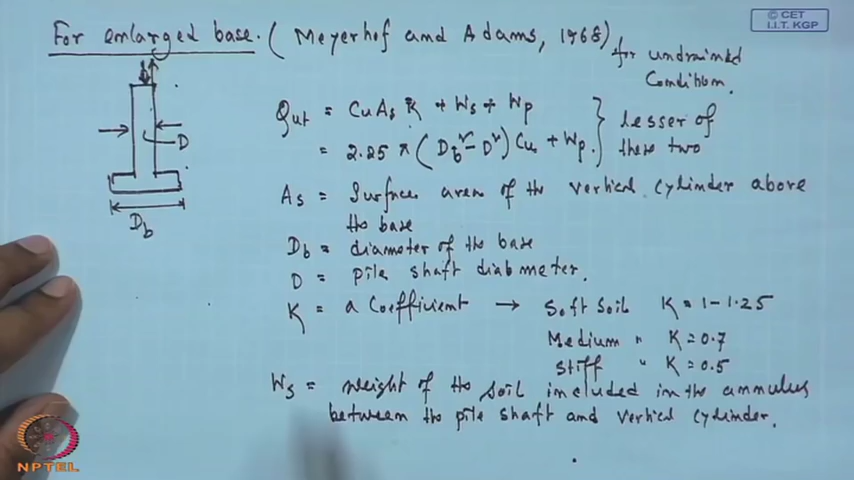 © CET
I.I.T. KGP
For enlarged base. ( Meyerhof and Adams, 1968)
for undrained
Condition.
Qut = CuAs K + Ws + Wp
= 2.25 π (Db² - D²) Cu + Wp.
lesser of
these two
D
Db
As = Surface area of the vertical cylinder above
the base
Db = diameter of the base
D = pile shaft diabmeter.
K = a Coefficient → Soft Soil K = 1-1.25
Medium " K = 0.7
Stiff " K = 0.5
Ws = weight of the soil included in the annulus
between the pile shaft and vertical cylinder.
NPTEL